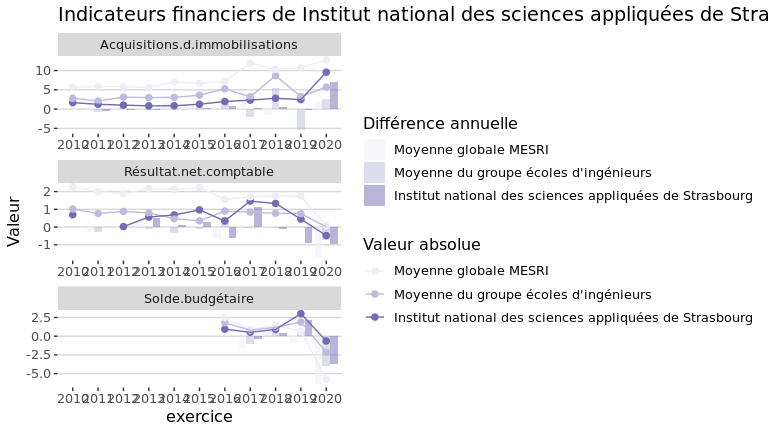 Indicateurs financiers de Institut national des sciences appliquées de Stra
Acquisitions.d.immobilisations
10
5
0
-5
2010 2011 2012 2013 2014 2015 2016 2017 2018 2019 2020
Résultat.net.comptable
2
1
0
-1
2010 2011 2012 2013 2014 2015 2016 2017 2018 2019 2020
Solde.budgétaire
2.5
0.0
-2.5
-5.0
2010 2011 2012 2013 2014 2015 2016 2017 2018 2019 2020
exercice
Valeur
Différence annuelle
Moyenne globale MESRI
Moyenne du groupe écoles d'ingénieurs
Institut national des sciences appliquées de Strasbourg
Valeur absolue
Moyenne globale MESRI
Moyenne du groupe écoles d'ingénieurs
Institut national des sciences appliquées de Strasbourg